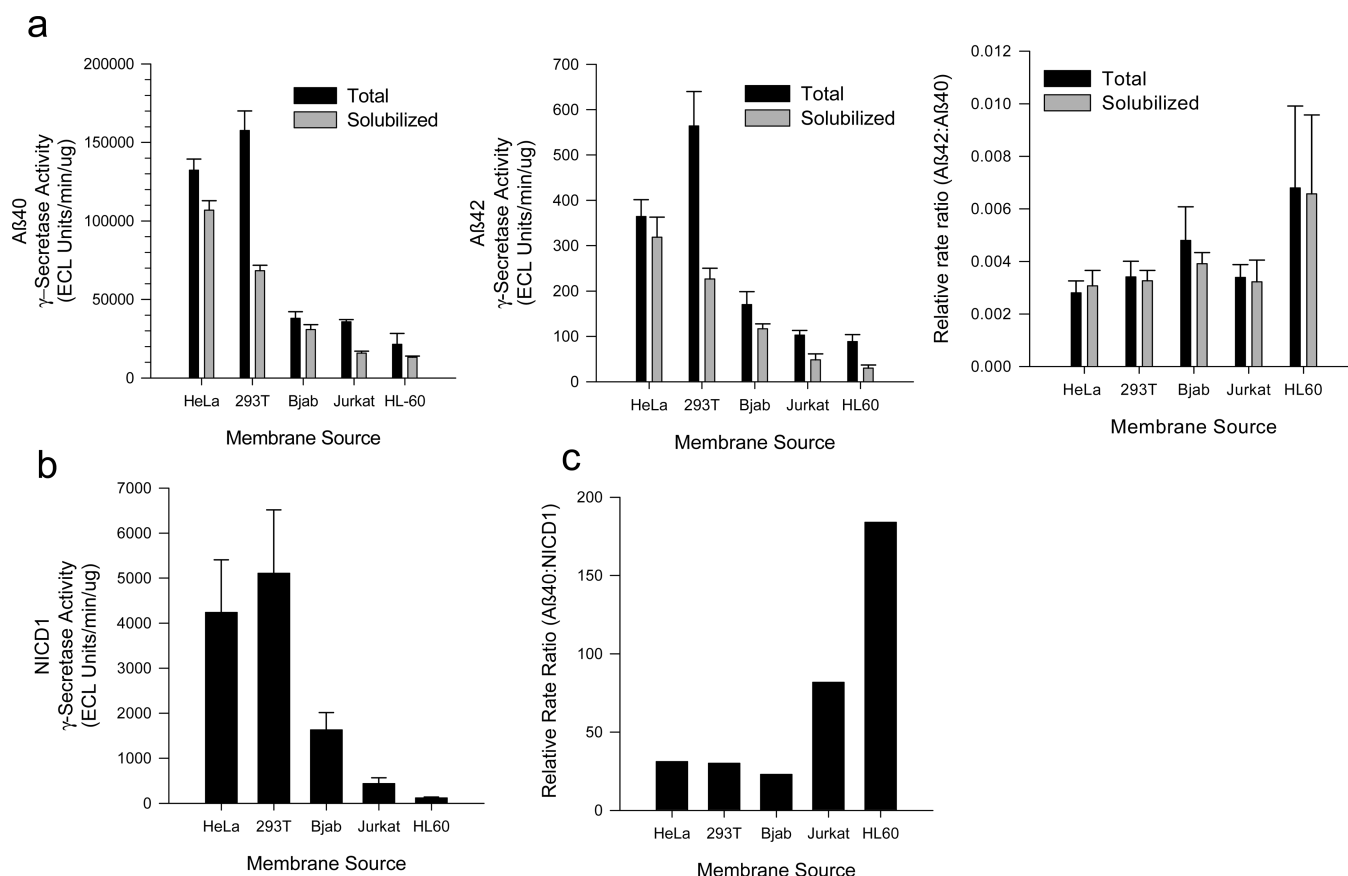 a
200000
150000
100000
50000
0
Aß40
γ–Secretase Activity
(ECL Units/min/ug)
Total
Solubilized
HeLa 293T Bjab Jurkat HL-60
Membrane Source
700
600
500
400
300
200
100
0
Aß42
γ-Secretase Activity
(ECL Units/min/ug)
Total
Solubilized
HeLa 293T Bjab Jurkat HL60
Membrane Source
0.012
0.010
0.008
0.006
0.004
0.002
0.000
Relative rate ratio (Aß42:Aß40)
Total
Solubilized
HeLa 293T Bjab Jurkat HL60
Membrane Source
b
7000
6000
5000
4000
3000
2000
1000
0
NICD1
γ-Secretase Activity
(ECL Units/min/ug)
HeLa 293T Bjab Jurkat HL60
Membrane Source
c
200
150
100
50
0
Relative Rate Ratio (Aß40:NICD1)
HeLa 293T Bjab Jurkat HL60
Membrane Source